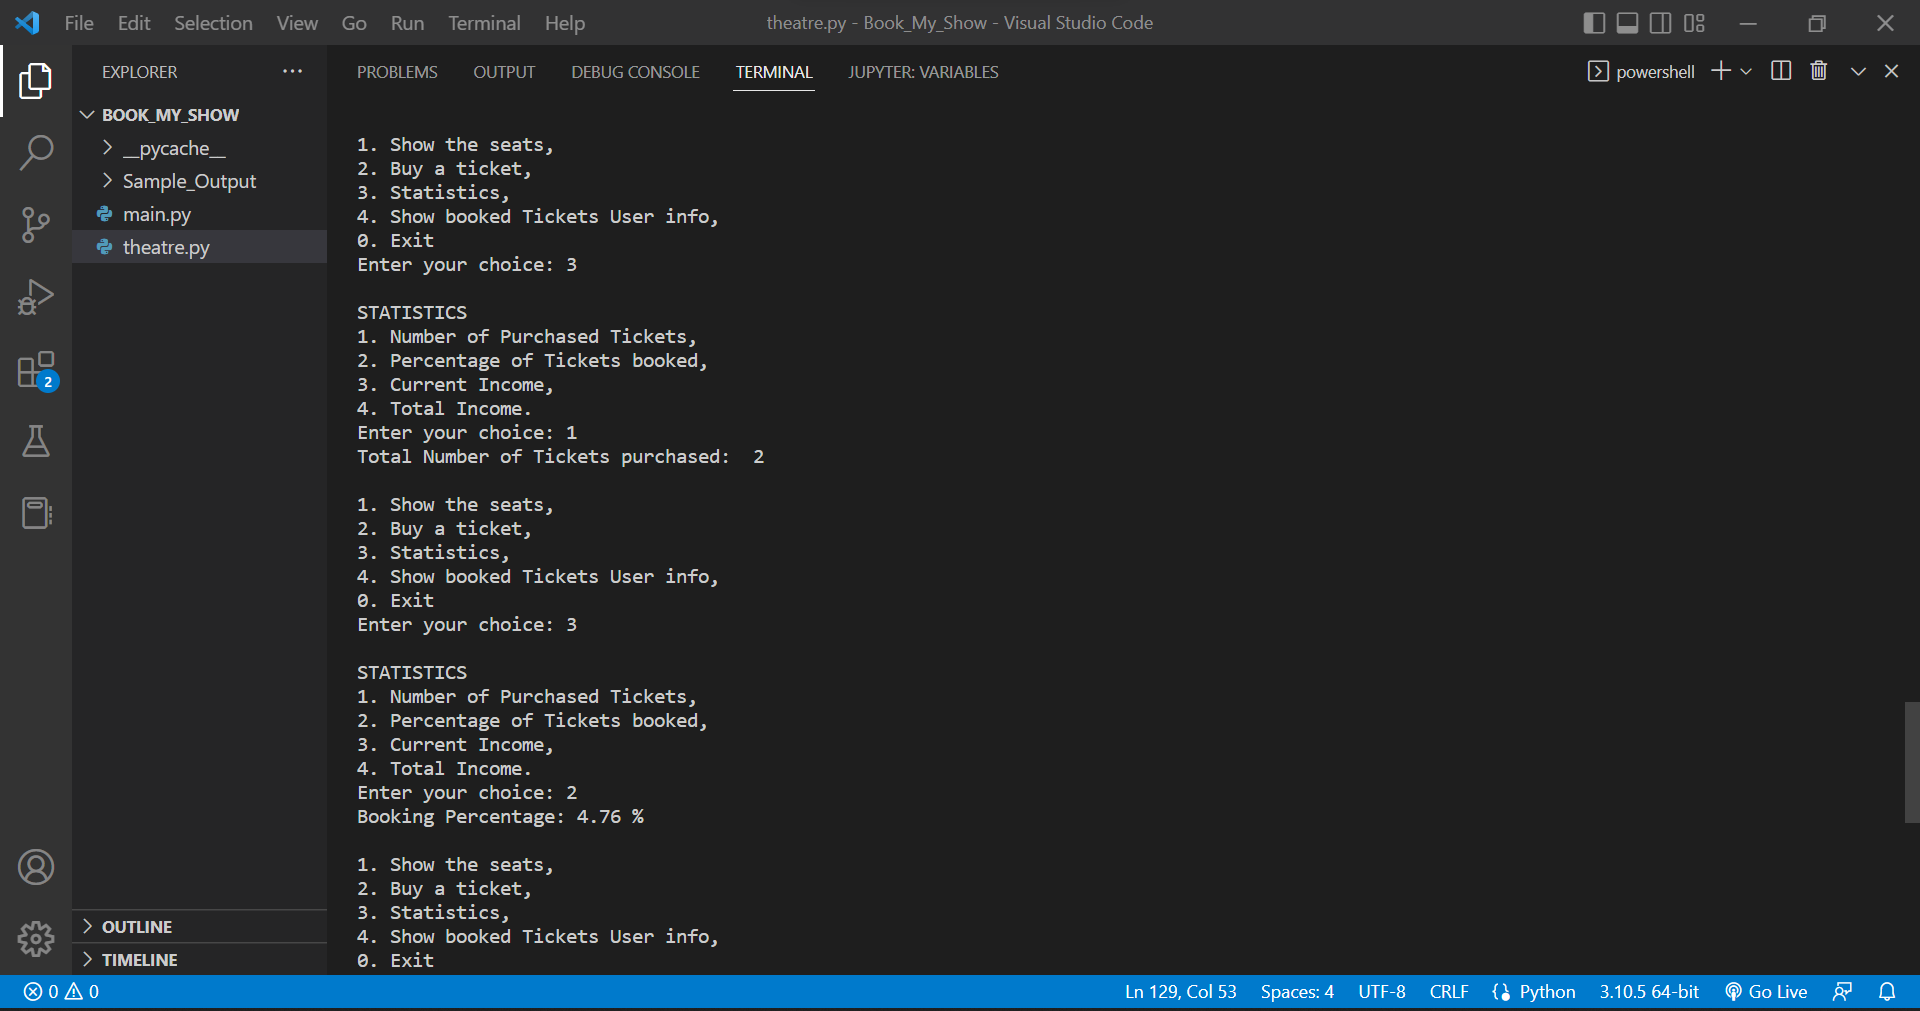 File Edit Selection View Go Run Terminal Help theatre.py - Book_My_Show - Visual Studio Code
EXPLORER
BOOK_MY_SHOW
__pycache__
Sample_Output
main.py
theatre.py
OUTLINE
TIMELINE
PROBLEMS OUTPUT DEBUG CONSOLE TERMINAL JUPYTER: VARIABLES powershell
1. Show the seats,
2. Buy a ticket,
3. Statistics,
4. Show booked Tickets User info,
0. Exit
Enter your choice: 3
STATISTICS
1. Number of Purchased Tickets,
2. Percentage of Tickets booked,
3. Current Income,
4. Total Income.
Enter your choice: 1
Total Number of Tickets purchased:  2
1. Show the seats,
2. Buy a ticket,
3. Statistics,
4. Show booked Tickets User info,
0. Exit
Enter your choice: 3
STATISTICS
1. Number of Purchased Tickets,
2. Percentage of Tickets booked,
3. Current Income,
4. Total Income.
Enter your choice: 2
Booking Percentage: 4.76 %
1. Show the seats,
2. Buy a ticket,
3. Statistics,
4. Show booked Tickets User info,
0. Exit
2
0 0 Ln 129, Col 53 Spaces: 4 UTF-8 CRLF Python 3.10.5 64-bit Go Live